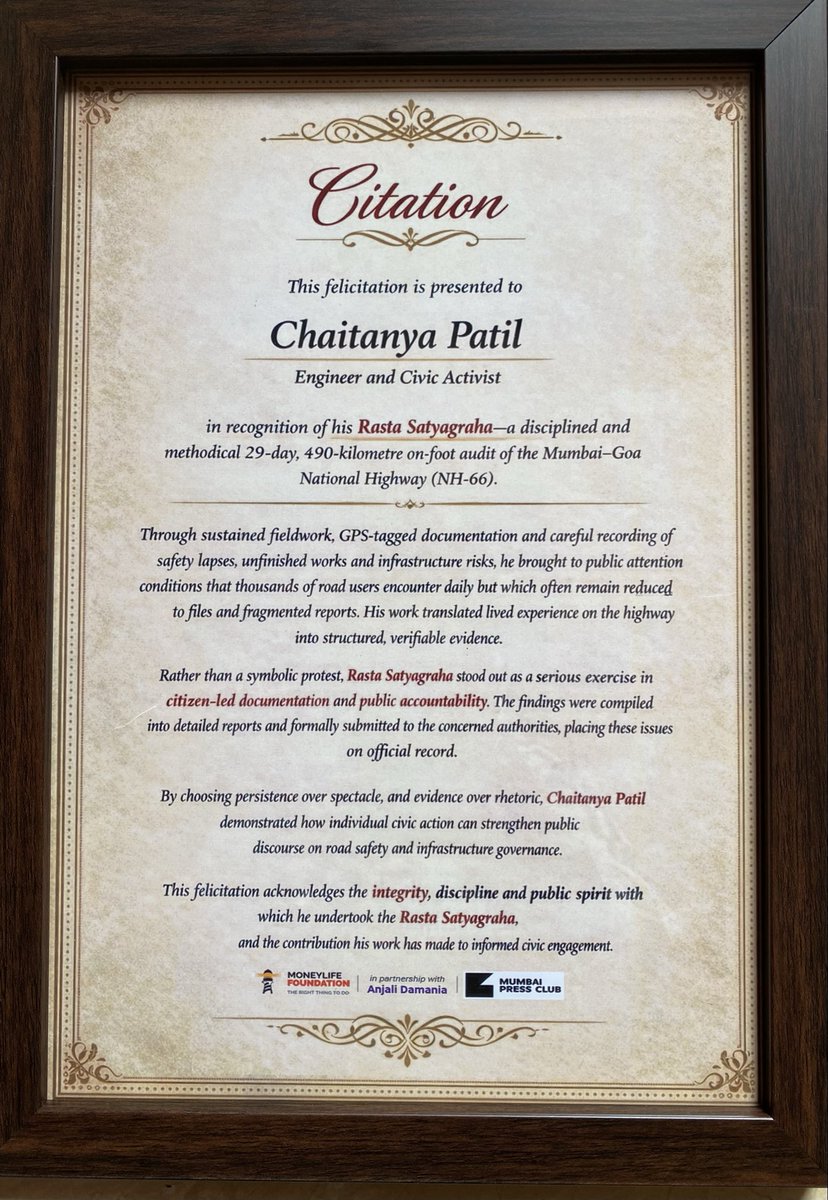 Citation
This felicitation is presented to
Chaitanya Patil
Engineer and Civic Activist
in recognition of his Rasta Satyagraha—a disciplined and
methodical 29-day, 490-kilometre on-foot audit of the Mumbai–Goa
National Highway (NH-66).
Through sustained fieldwork, GPS-tagged documentation and careful recording of
safety lapses, unfinished works and infrastructure risks, he brought to public attention
conditions that thousands of road users encounter daily but which often remain reduced
to files and fragmented reports. His work translated lived experience on the highway
into structured, verifiable evidence.
Rather than a symbolic protest, Rasta Satyagraha stood out as a serious exercise in
citizen-led documentation and public accountability. The findings were compiled
into detailed reports and formally submitted to the concerned authorities, placing these issues
on official record.
By choosing persistence over spectacle, and evidence over rhetoric, Chaitanya Patil
demonstrated how individual civic action can strengthen public
discourse on road safety and infrastructure governance.
This felicitation acknowledges the integrity, discipline and public spirit with
which he undertook the Rasta Satyagraha,
and the contribution his work has made to informed civic engagement.
MONEYLIFE
FOUNDATION
THE RIGHT THING TO DO
in partnership with
Anjali Damania
MUMBAI
PRESS CLUB